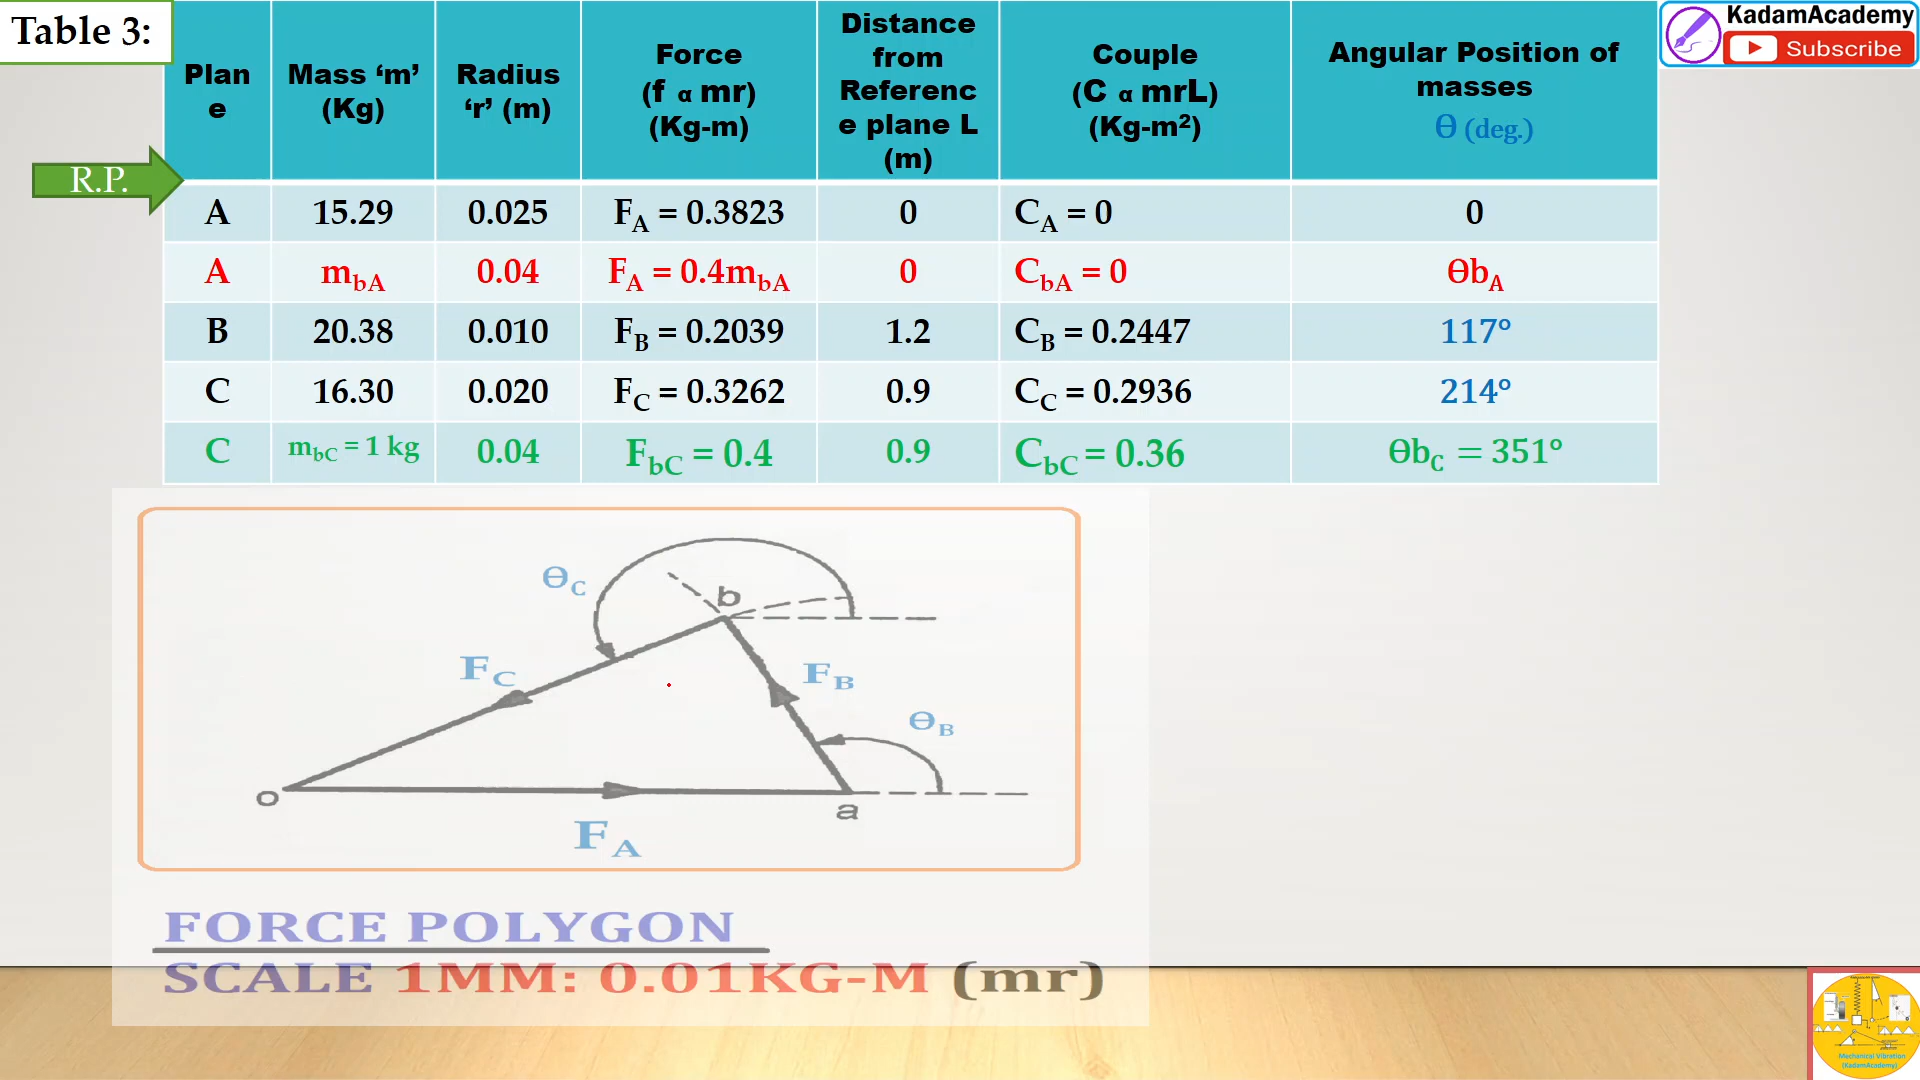 Table 3:
KadamAcademy
Subscribe
Plan
e
Mass ‘m’
(Kg)
Radius
‘r’ (m)
Force
(f α mr)
(Kg-m)
Distance
from
Referenc
e plane L
(m)
Couple
(C α mrL)
(Kg-m²)
Angular Position of
masses
Ө (deg.)
R.P.
A 15.29 0.025 F_A = 0.3823 0 C_A = 0 0
A m_bA 0.04 F_A = 0.4m_bA 0 C_bA = 0 Өb_A
B 20.38 0.010 F_B = 0.2039 1.2 C_B = 0.2447 117°
C 16.30 0.020 F_C = 0.3262 0.9 C_C = 0.2936 214°
C m_bC = 1 kg 0.04 F_bC = 0.4 0.9 C_bC = 0.36 Өb_C = 351°
Ө_C
b
F_C
F_B
Ө_B
o
a
F_A
FORCE POLYGON
SCALE 1MM: 0.01KG-M (mr)
Mechanical Vibration
(KadamAcademy)